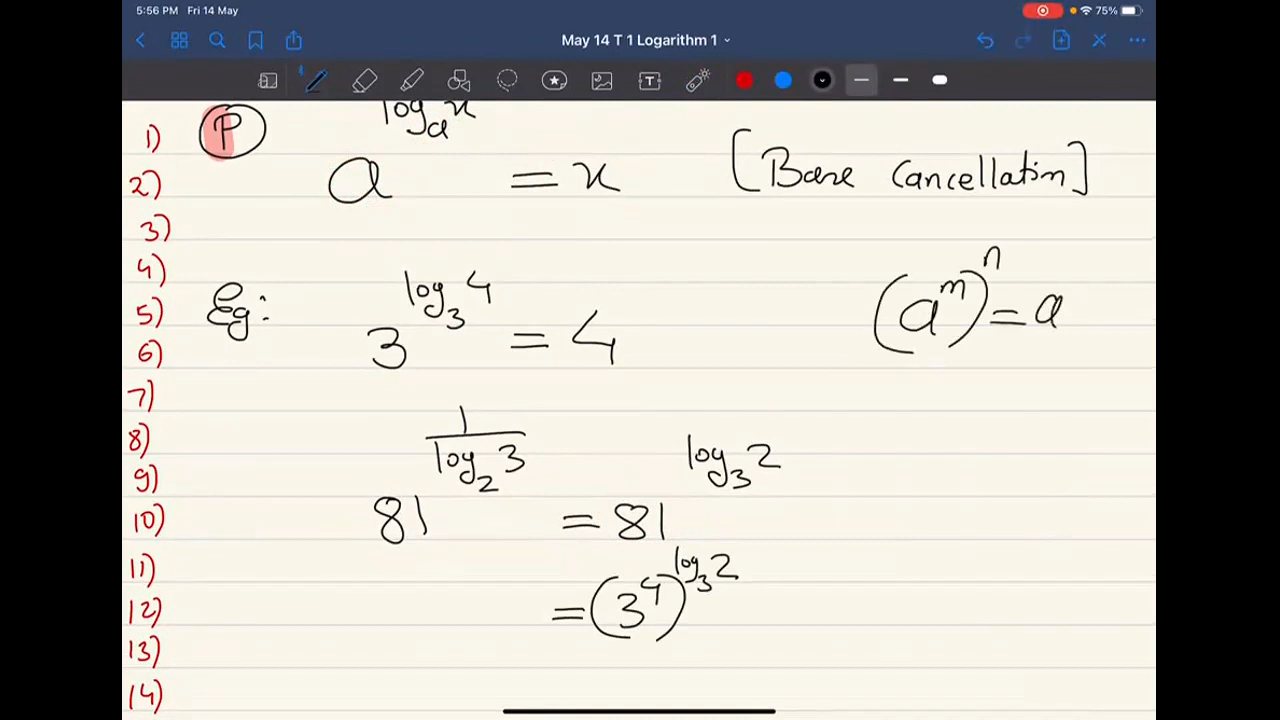 5:56 PM Fri 14 May 75%
May 14 T 1 Logarithm 1
1) P a^(log_a x) = x [Base Cancellation]
2)
3)
4)
5) Eg: 3^(log_3 4) = 4 (a^m)^n = a
6)
7)
8)
9)
10) 81^(1/(log_2 3)) = 81^(log_3 2)
11)
12) = (3^4)^(log_3 2)
13)
14)